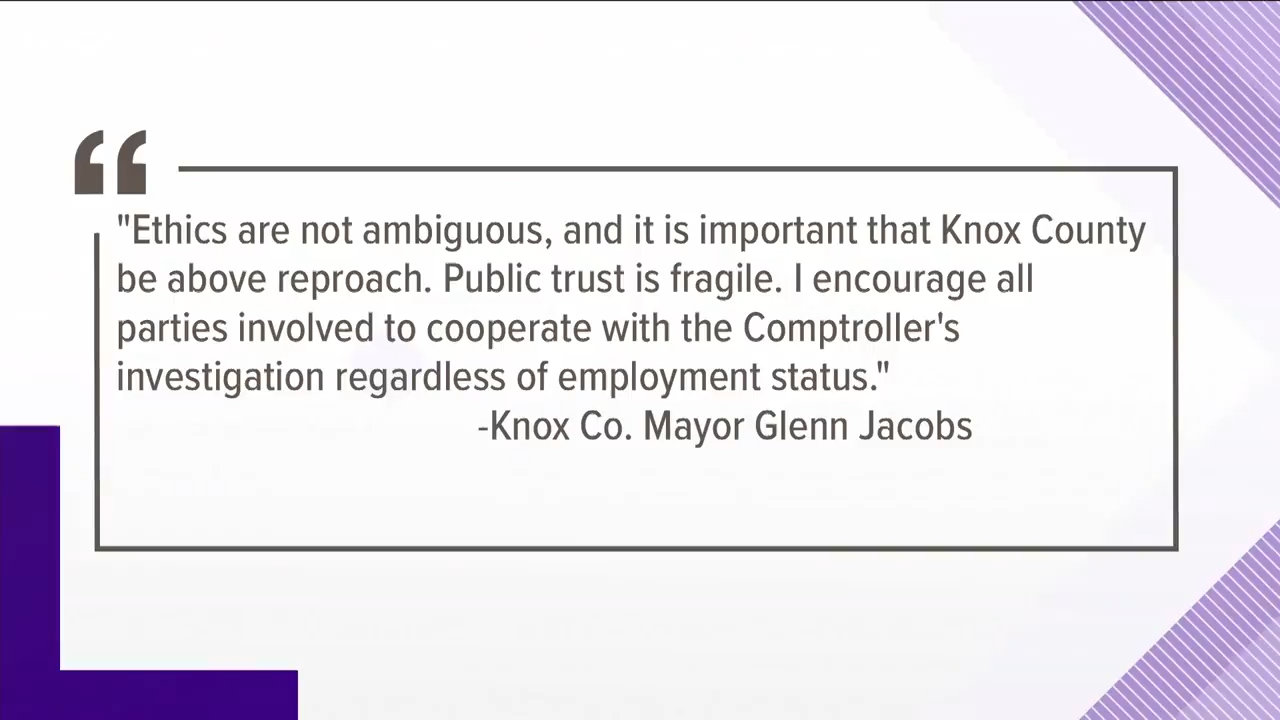 "Ethics are not ambiguous, and it is important that Knox County
be above reproach. Public trust is fragile. I encourage all
parties involved to cooperate with the Comptroller's
investigation regardless of employment status."
-Knox Co. Mayor Glenn Jacobs